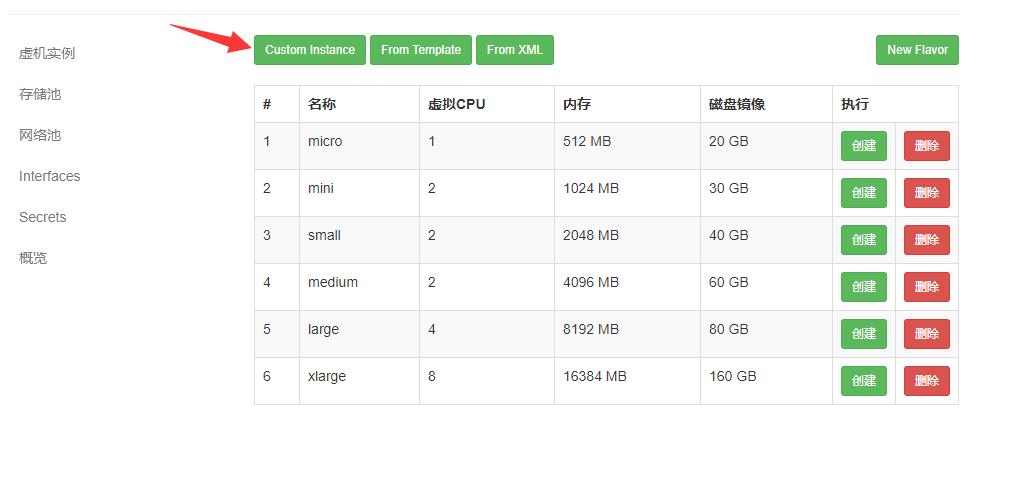 虚机实例
存储池
网络池
Interfaces
Secrets
概览
Custom Instance From Template From XML New Flavor
# 名称 虚拟CPU 内存 磁盘镜像 执行
1 micro 1 512 MB 20 GB 创建 删除
2 mini 2 1024 MB 30 GB 创建 删除
3 small 2 2048 MB 40 GB 创建 删除
4 medium 2 4096 MB 60 GB 创建 删除
5 large 4 8192 MB 80 GB 创建 删除
6 xlarge 8 16384 MB 160 GB 创建 删除